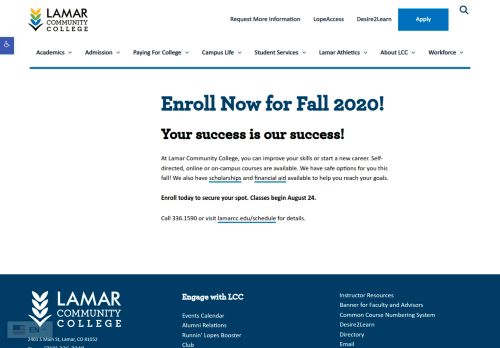 LAMAR
COMMUNITY
COLLEGE
Request More Information LopeAccess Desire2Learn Apply
Academics Admission Paying For College Campus Life Student Services Lamar Athletics About LCC Workforce
Enroll Now for Fall 2020!
Your success is our success!
At Lamar Community College, you can improve your skills or start a new career. Self-
directed, online or on-campus courses are available. We have safe options for you this
fall! We also have scholarships and financial aid available to help you reach your goals.
Enroll today to secure your spot. Classes begin August 24.
Call 336.1590 or visit lamarcc.edu/schedule for details.
LAMAR
COMMUNITY
COLLEGE
EN
2401 S Main St, Lamar, CO 81052
Engage with LCC
Events Calendar
Alumni Relations
Runnin' Lopes Booster
Club
Instructor Resources
Banner for Faculty and Advisors
Common Course Numbering System
Desire2Learn
Directory
Email